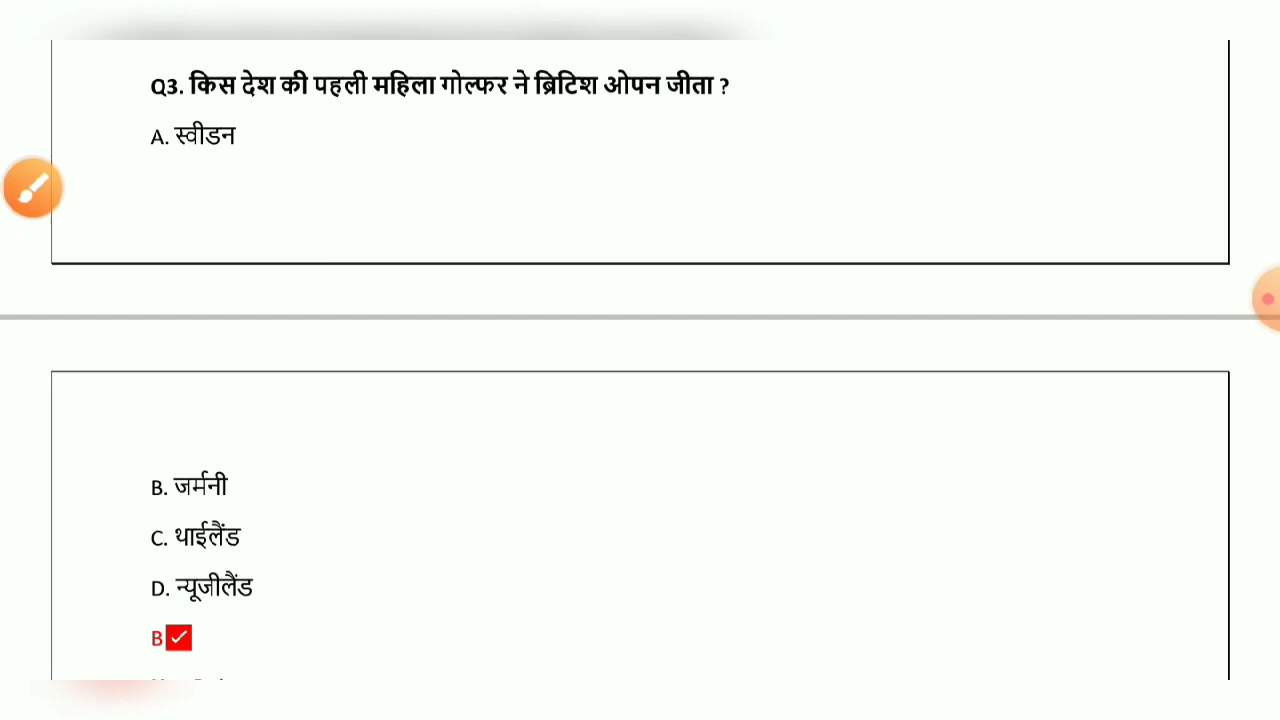 Q3. किस देश की पहली महिला गोल्फर ने ब्रिटिश ओपन जीता ?
A. स्वीडन
B. जर्मनी
C. थाईलैंड
D. न्यूजीलैंड
B ✓